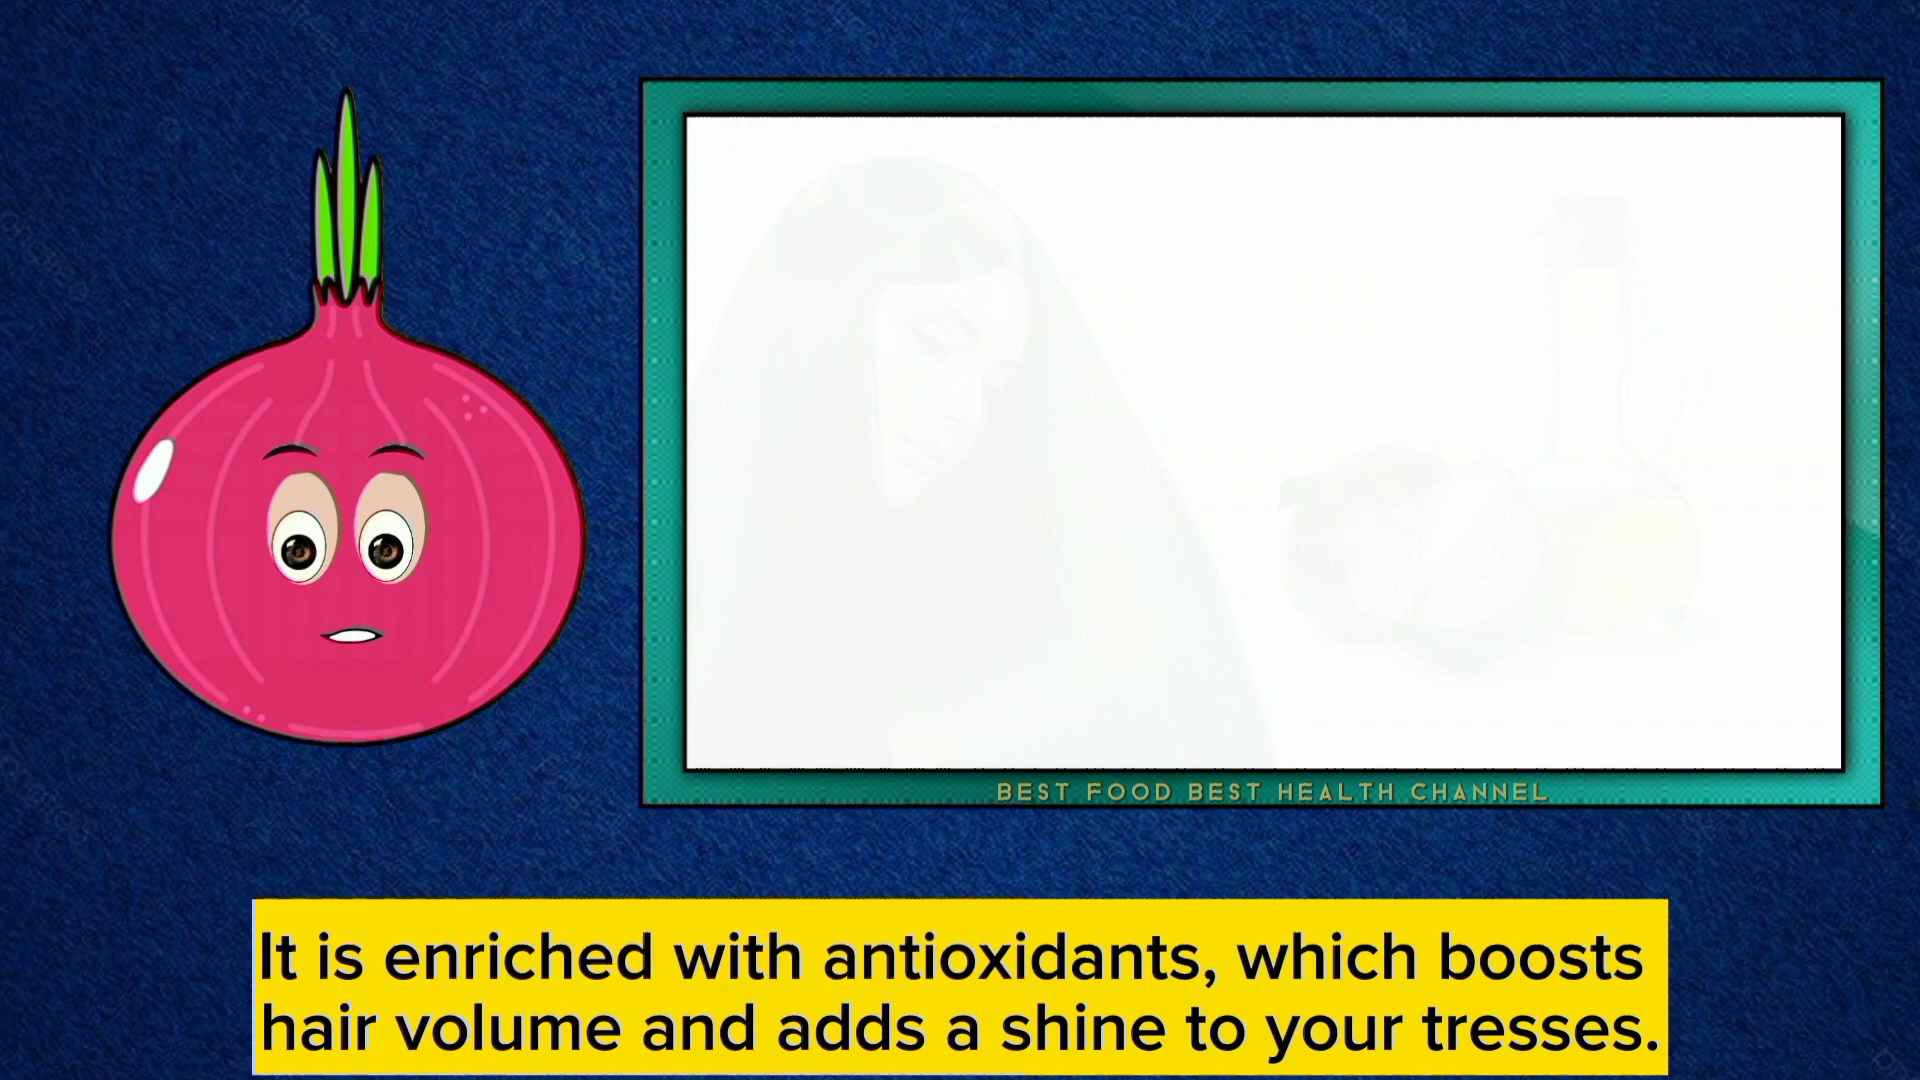 BEST FOOD BEST HEALTH CHANNEL
It is enriched with antioxidants, which boosts
hair volume and adds a shine to your tresses.